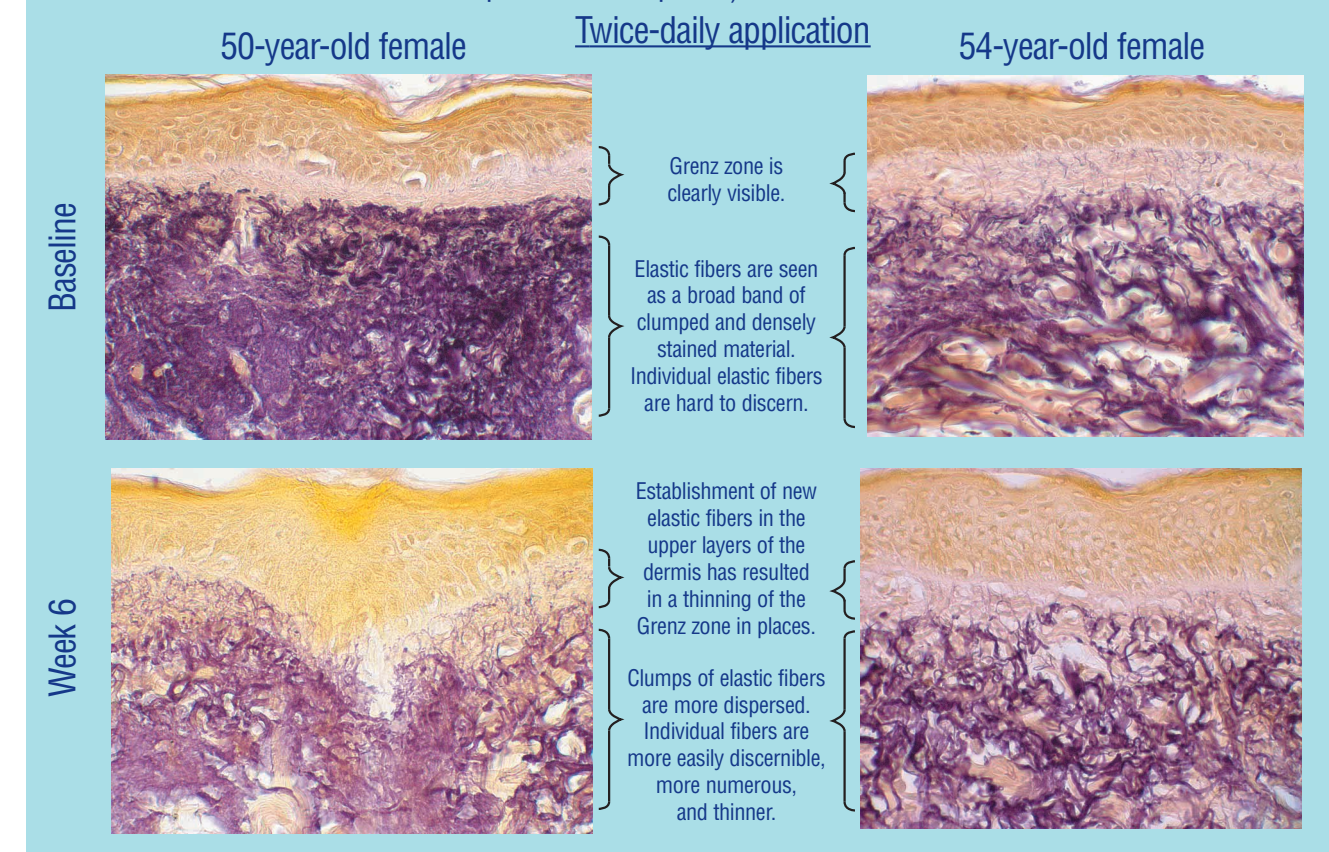 Twice-daily application
50-year-old female
54-year-old female
Baseline
Grenz zone is
clearly visible.
Elastic fibers are seen
as a broad band of
clumped and densely
stained material.
Individual elastic fibers
are hard to discern.
Week 6
Establishment of new
elastic fibers in the
upper layers of the
dermis has resulted
in a thinning of the
Grenz zone in places.
Clumps of elastic fibers
are more dispersed.
Individual fibers are
more easily discernible,
more numerous,
and thinner.